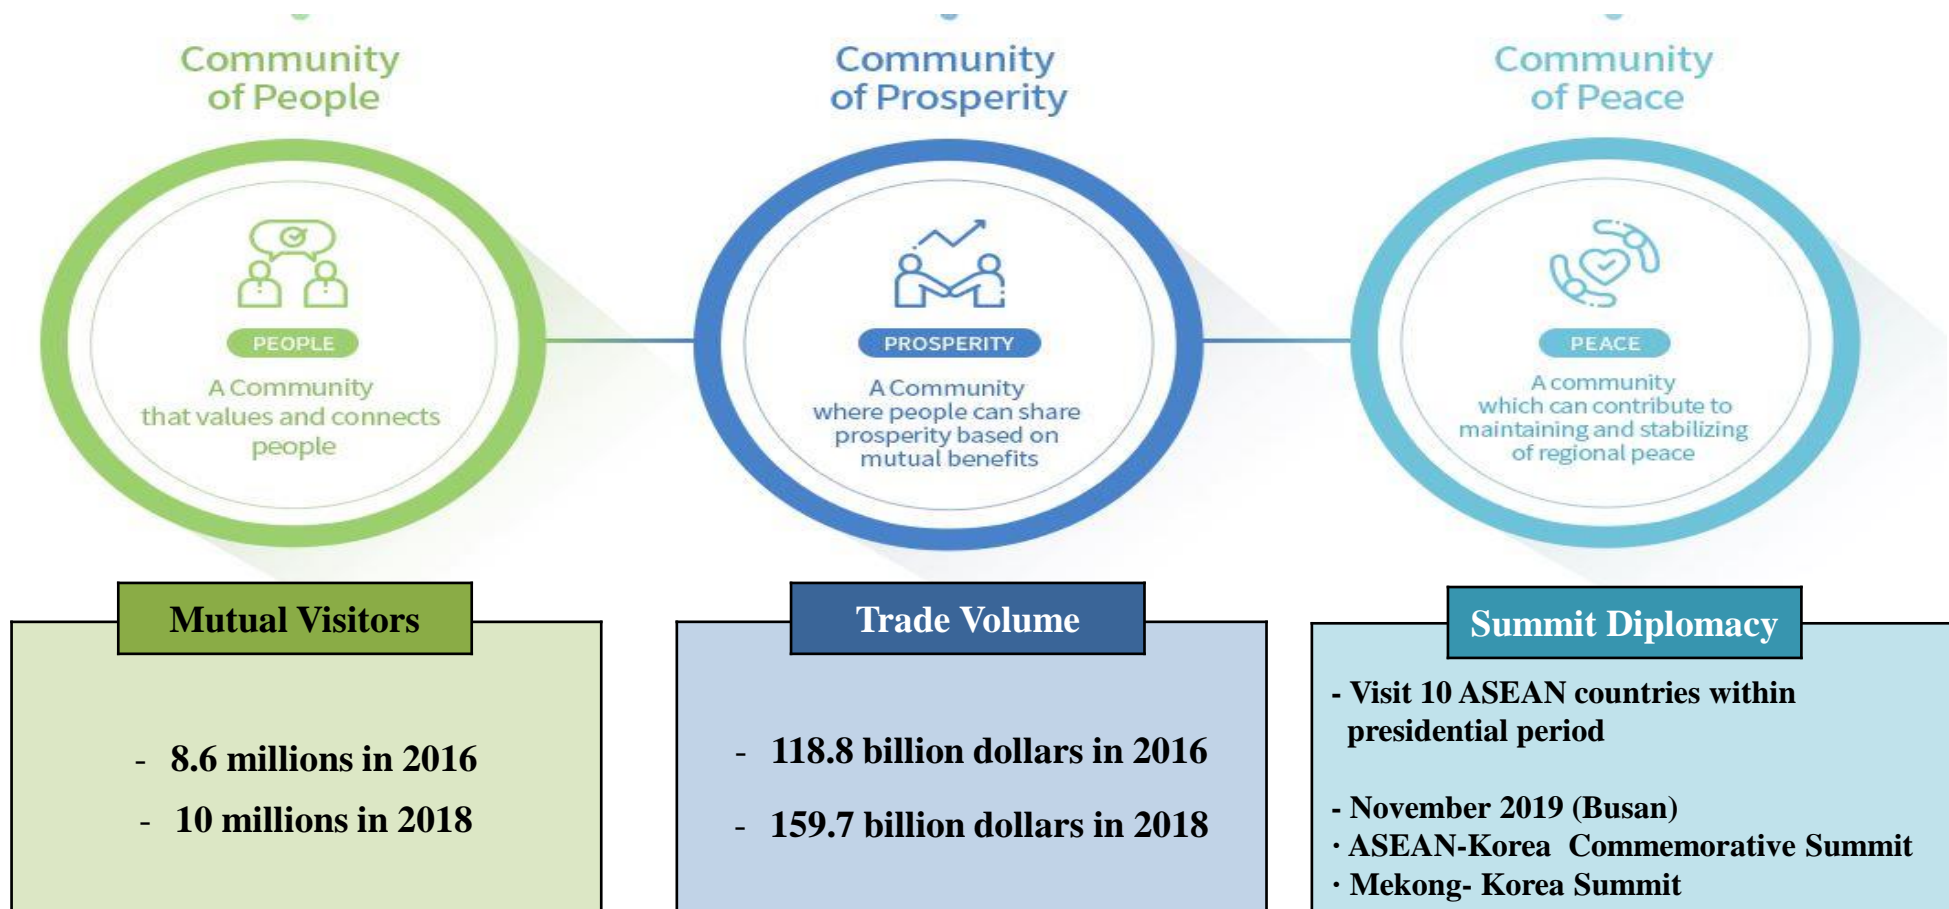 Community
of People
PEOPLE
A Community
that values and connects
people
Mutual Visitors
- 8.6 millions in 2016
- 10 millions in 2018
Community
of Prosperity
PROSPERITY
A Community
where people can share
prosperity based on
mutual benefits
Trade Volume
- 118.8 billion dollars in 2016
- 159.7 billion dollars in 2018
Community
of Peace
PEACE
A community
which can contribute to
maintaining and stabilizing
of regional peace
Summit Diplomacy
- Visit 10 ASEAN countries within
presidential period
- November 2019 (Busan)
· ASEAN-Korea Commemorative Summit
· Mekong- Korea Summit